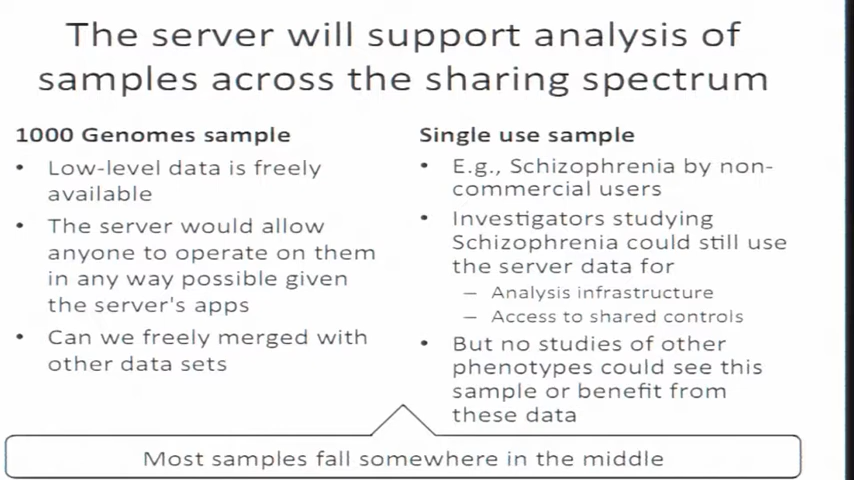 The server will support analysis of
samples across the sharing spectrum
1000 Genomes sample
• Low-level data is freely
available
• The server would allow
anyone to operate on them
in any way possible given
the server's apps
• Can we freely merged with
other data sets
Single use sample
• E.g., Schizophrenia by non-
commercial users
• Investigators studying
Schizophrenia could still use
the server data for
– Analysis infrastructure
– Access to shared controls
• But no studies of other
phenotypes could see this
sample or benefit from
these data
Most samples fall somewhere in the middle